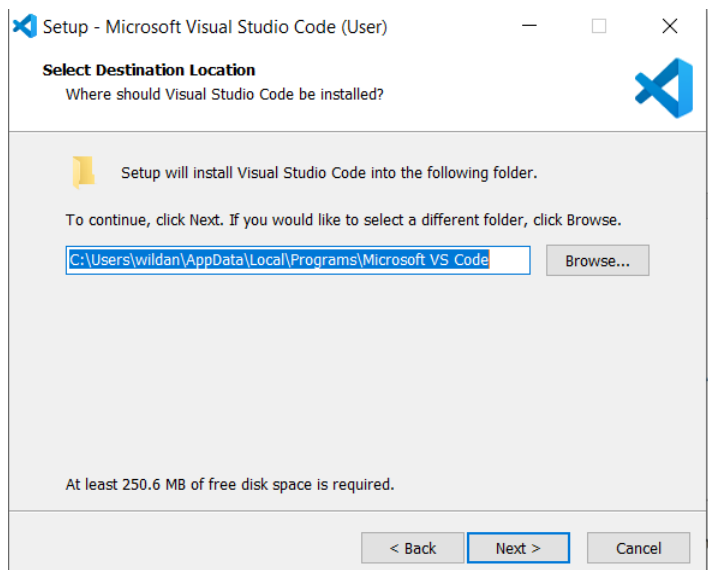 Setup - Microsoft Visual Studio Code (User)
Select Destination Location
Where should Visual Studio Code be installed?
Setup will install Visual Studio Code into the following folder.
To continue, click Next. If you would like to select a different folder, click Browse.
C:\Users\wildan\AppData\Local\Programs\Microsoft VS Code
Browse...
At least 250.6 MB of free disk space is required.
< Back
Next >
Cancel